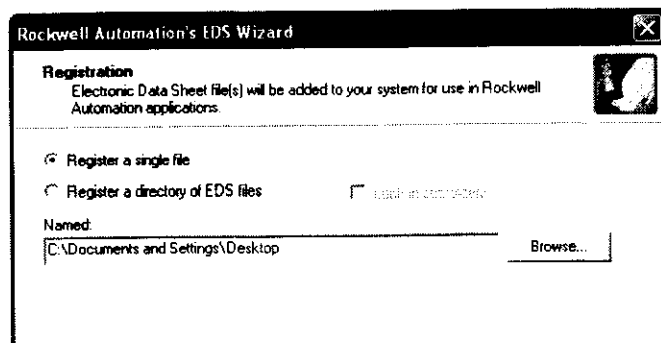 Rockwell Automation's EDS Wizard
Registration
Electronic Data Sheet file(s) will be added to your system for use in Rockwell
Automation applications.
Register a single file
Register a directory of EDS files
Named:
C:\Documents and Settings\Desktop
Browse...